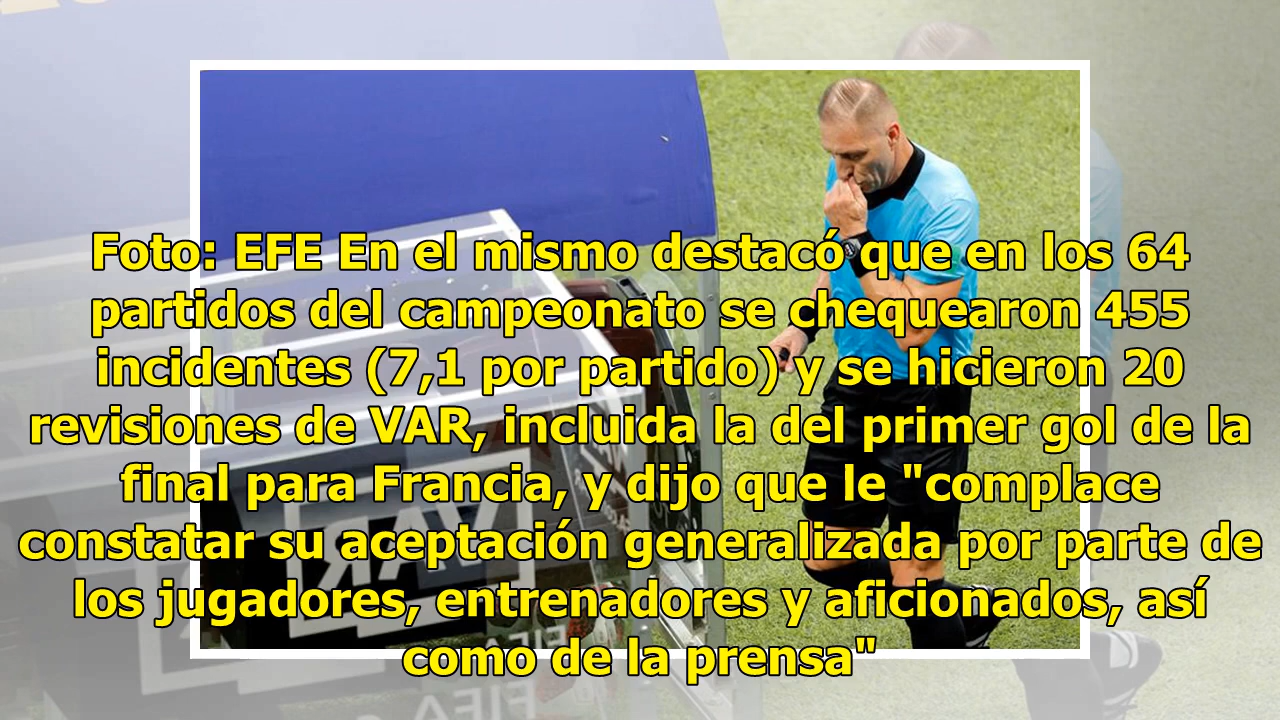 Foto: EFE En el mismo destacó que en los 64
partidos del campeonato se chequearon 455
incidentes (7,1 por partido) y se hicieron 20
revisiones de VAR, incluida la del primer gol de la
final para Francia, y dijo que le "complace
constatar su aceptación generalizada por parte de
los jugadores, entrenadores y aficionados, así
como de la prensa"
VAR
FIFA